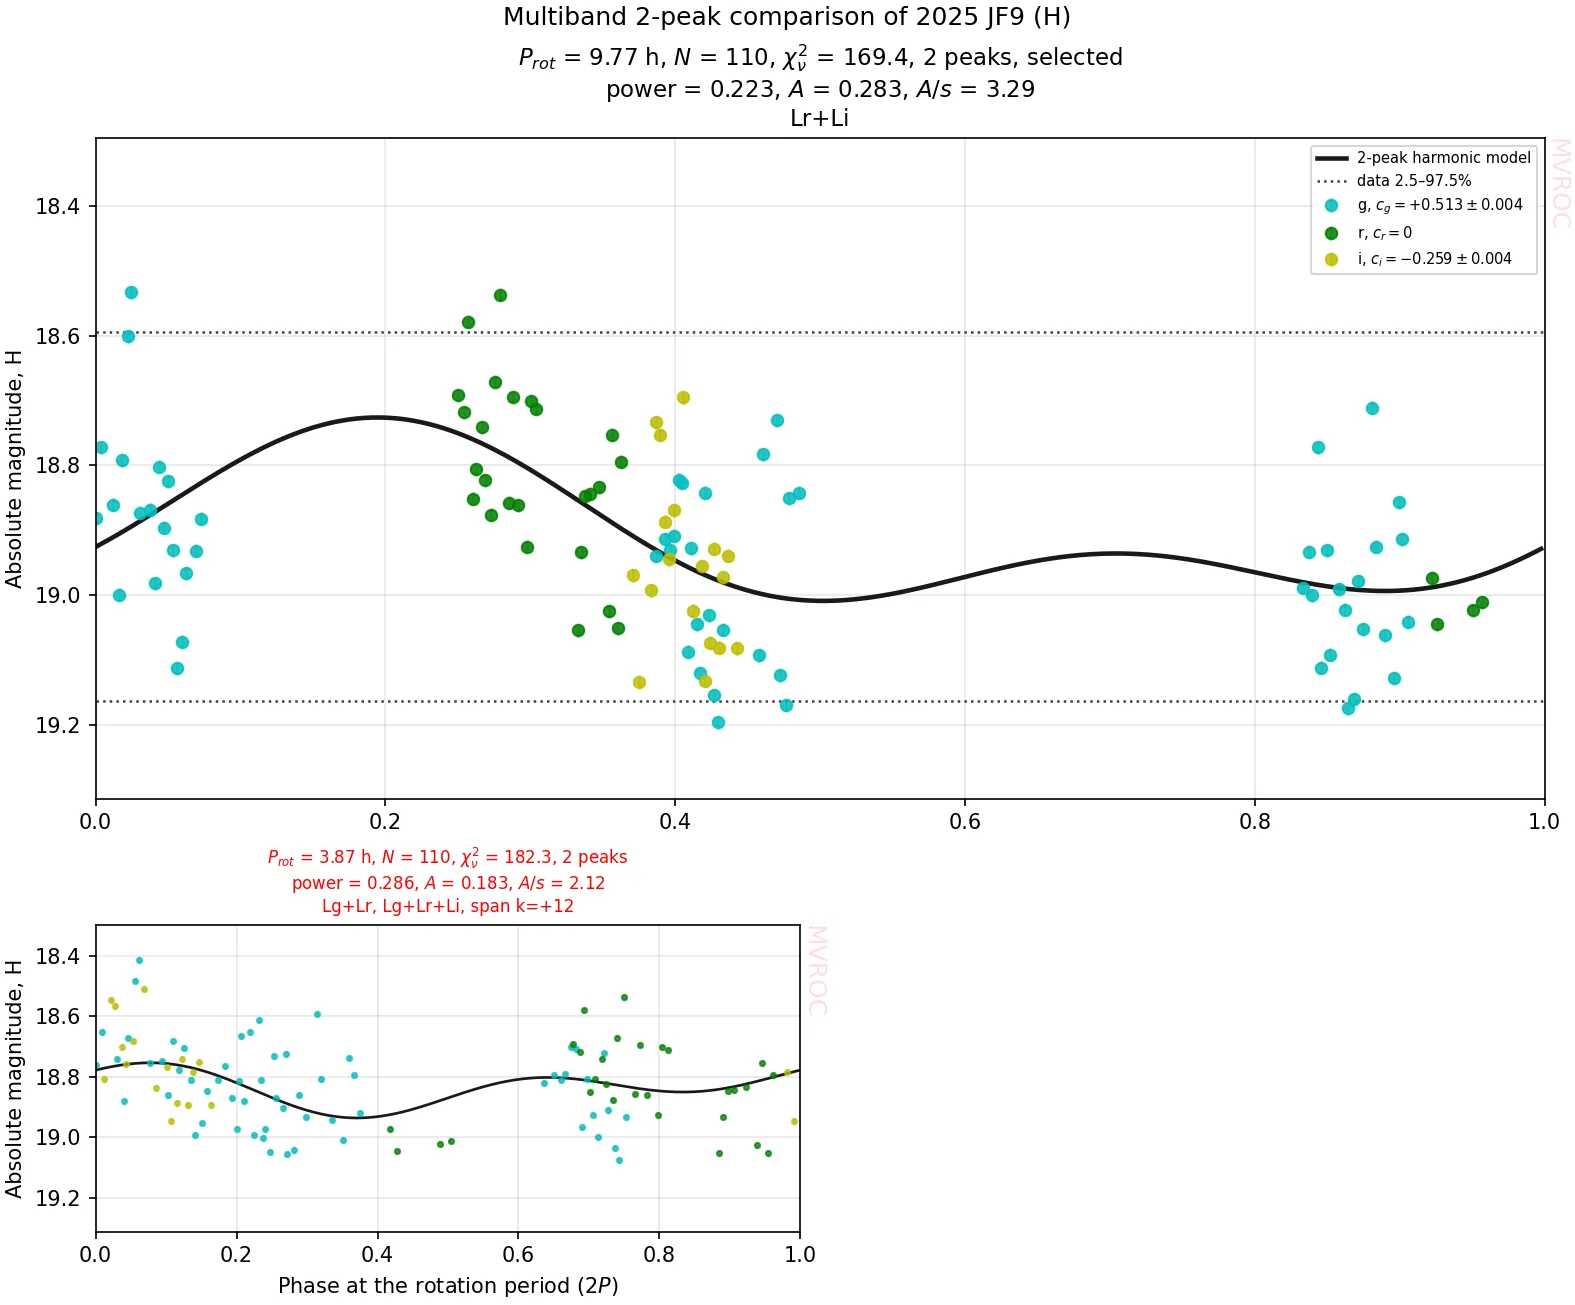 Multiband 2-peak comparison of 2025 JF9 (H)
P_rot = 9.77 h, N = 110, χ²_ν = 169.4, 2 peaks, selected
power = 0.223, A = 0.283, A/s = 3.29
Lr+Li
2-peak harmonic model
data 2.5–97.5%
g, c_g = +0.513 ± 0.004
r, c_r = 0
i, c_i = −0.259 ± 0.004
MVROC
Absolute magnitude, H
18.4
18.6
18.8
19.0
19.2
0.0 0.2 0.4 0.6 0.8 1.0
P_rot = 3.87 h, N = 110, χ²_ν = 182.3, 2 peaks
power = 0.286, A = 0.183, A/s = 2.12
Lg+Lr, Lg+Lr+Li, span k=+12
MVROC
Absolute magnitude, H
18.4
18.6
18.8
19.0
19.2
0.0 0.2 0.4 0.6 0.8 1.0
Phase at the rotation period (2P)